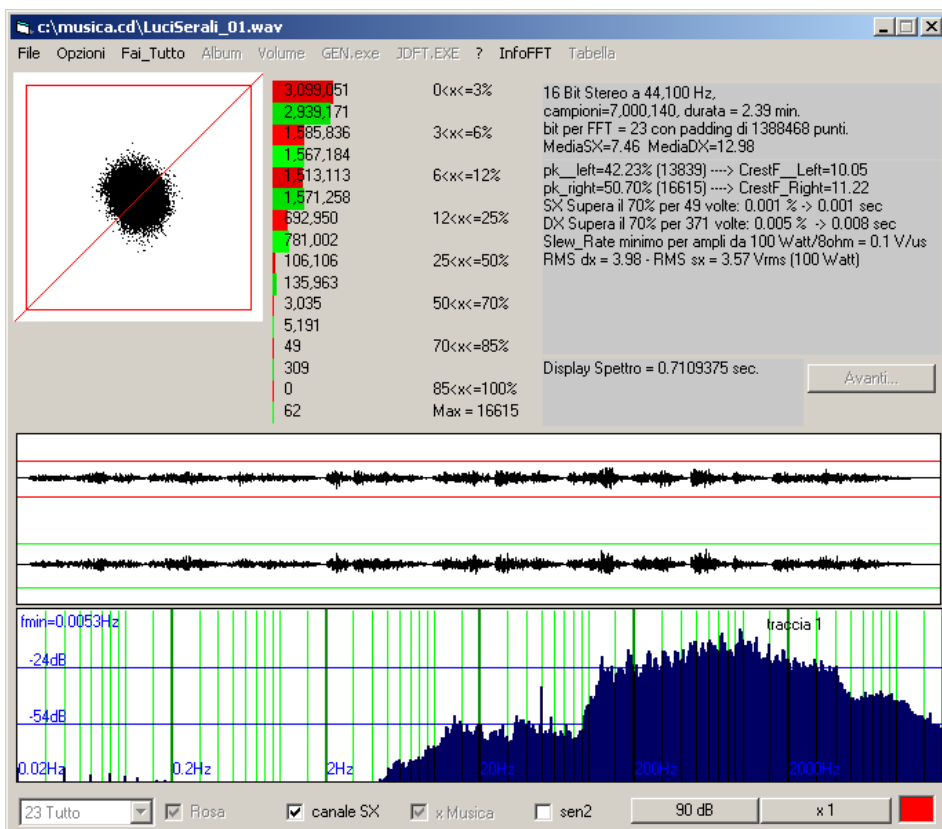 c:\musica.cd\LuciSerali_01.wav
File Opzioni Fai_Tutto Album Volume GEN.exe JDFT.EXE ? InfoFFT Tabella
3,099,051 0<x<=3%
2,939,171
1,585,836 3<x<=6%
1,567,184
1,513,113 6<x<=12%
1,571,258
692,950 12<x<=25%
781,002
106,106 25<x<=50%
135,963
3,035 50<x<=70%
5,191
49 70<x<=85%
309
0 85<x<=100%
62 Max = 16615
16 Bit Stereo a 44,100 Hz,
campioni=7,000,140, durata = 2.39 min.
bit per FFT = 23 con padding di 1388468 punti.
MediaSX=7.46 MediaDX=12.98
pk__left=42.23% (13839) ----> CrestF__Left=10.05
pk_right=50.70% (16615) ----> CrestF_Right=11.22
SX Supera il 70% per 49 volte: 0.001 % -> 0.001 sec
DX Supera il 70% per 371 volte: 0.005 % -> 0.008 sec
Slew_Rate minimo per ampli da 100 Watt/8ohm = 0.1 V/us
RMS dx = 3.98 - RMS sx = 3.57 Vrms (100 Watt)
Display Spettro = 0.7109375 sec.
Avanti...
fmin=0.0053Hz
traccia 1
-24dB
-54dB
0.02Hz 0.2Hz 2Hz 20Hz 200Hz 2000Hz
23 Tutto Rosa canale SX x Musica sen2 90 dB x 1